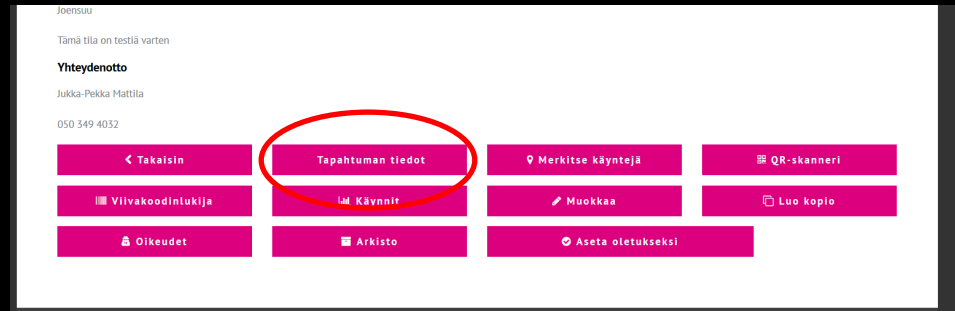 Joensuu
Tämä tila on testiä varten
Yhteydenotto
Jukka-Pekka Mattila
050 349 4032
Takaisin Tapahtuman tiedot Merkitse käyntejä QR-skanneri
Viivakoodinlukija Käynnit Muokkaa Luo kopio
Oikeudet Arkisto Aseta oletukseksi